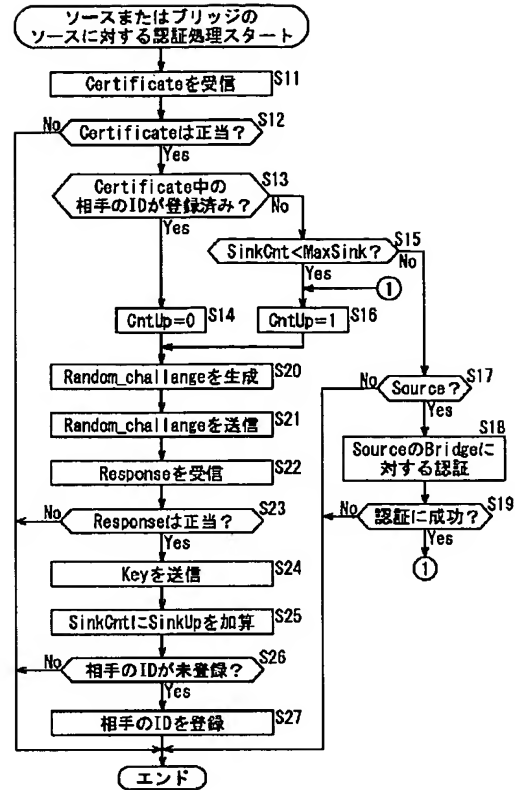 ソースまたはブリッジの
ソースに対する認証処理スタート
Certificateを受信
S11
Certificateは正当?
S12
No
Yes
Certificate中の
相手のIDが登録済み?
S13
No
Yes
SinkCnt<MaxSink?
S15
No
Yes
①
CntUp=0
S14
CntUp=1
S16
Random_challangeを生成
S20
Random_challangeを送信
S21
Responseを受信
S22
Responseは正当?
S23
No
Yes
Keyを送信
S24
SinkCntにSinkUpを加算
S25
相手のIDが未登録?
S26
No
Yes
相手のIDを登録
S27
Source?
S17
No
Yes
SourceのBridgeに
対する認証
S18
認証に成功?
S19
No
Yes
①
エンド